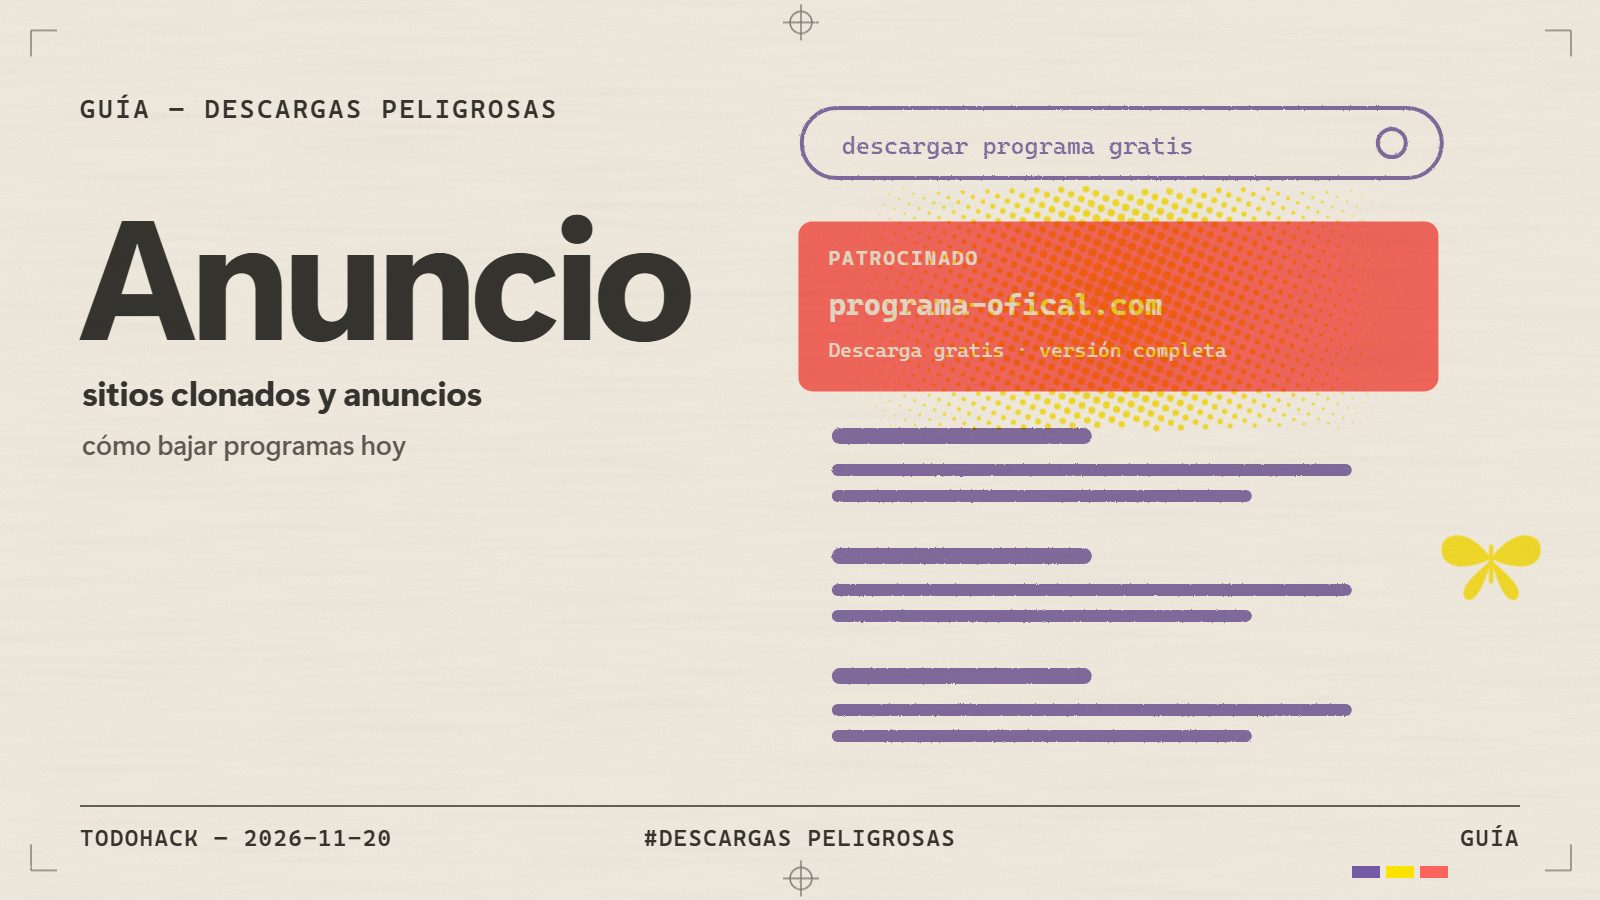 GUÍA — DESCARGAS PELIGROSAS
Anuncio
sitios clonados y anuncios
cómo bajar programas hoy
descargar programa gratis
PATROCINADO
programa-ofical.com
Descarga gratis · versión completa
TODOHACK — 2026-11-20
#DESCARGAS PELIGROSAS
GUÍA